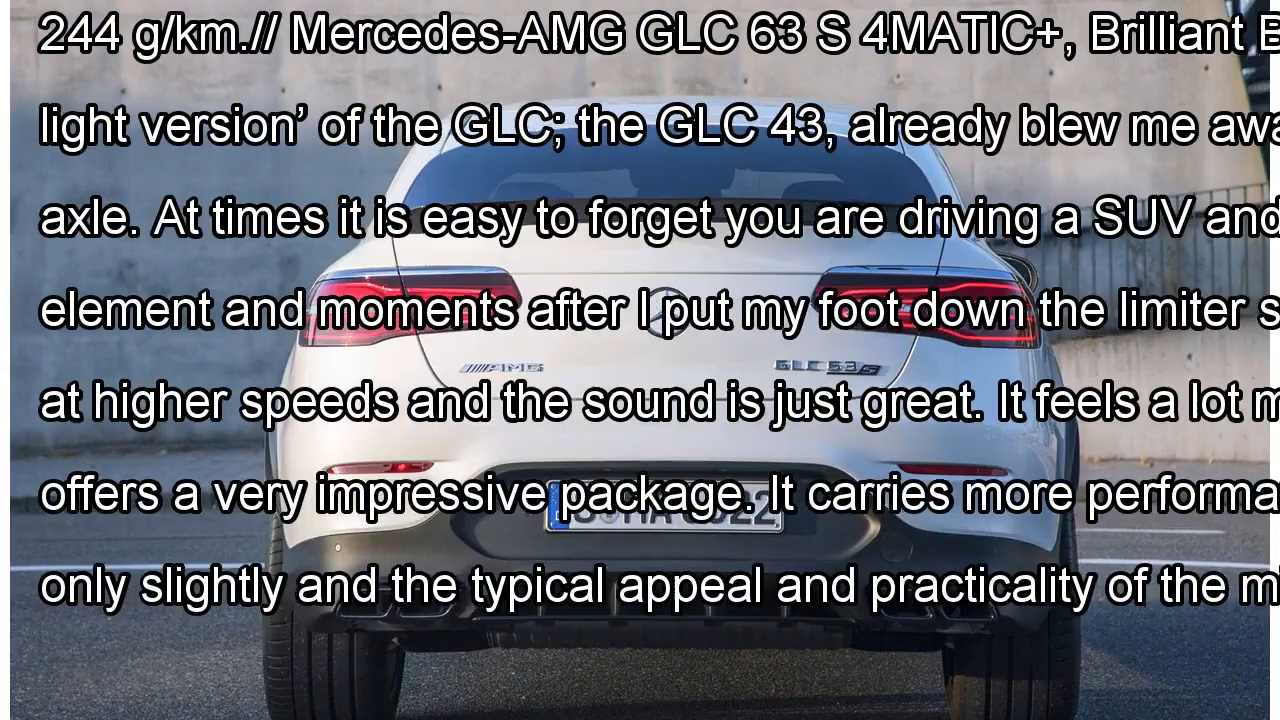 244 g/km.// Mercedes-AMG GLC 63 S 4MATIC+, Brilliant
light version’ of the GLC; the GLC 43, already blew me
axle. At times it is easy to forget you are driving a SUV and
element and moments after I put my foot down the limiter
AMG GLC 63 S
at higher speeds and the sound is just great. It feels a lot
offers a very impressive package. It carries more
only slightly and the typical appeal and practicality of the